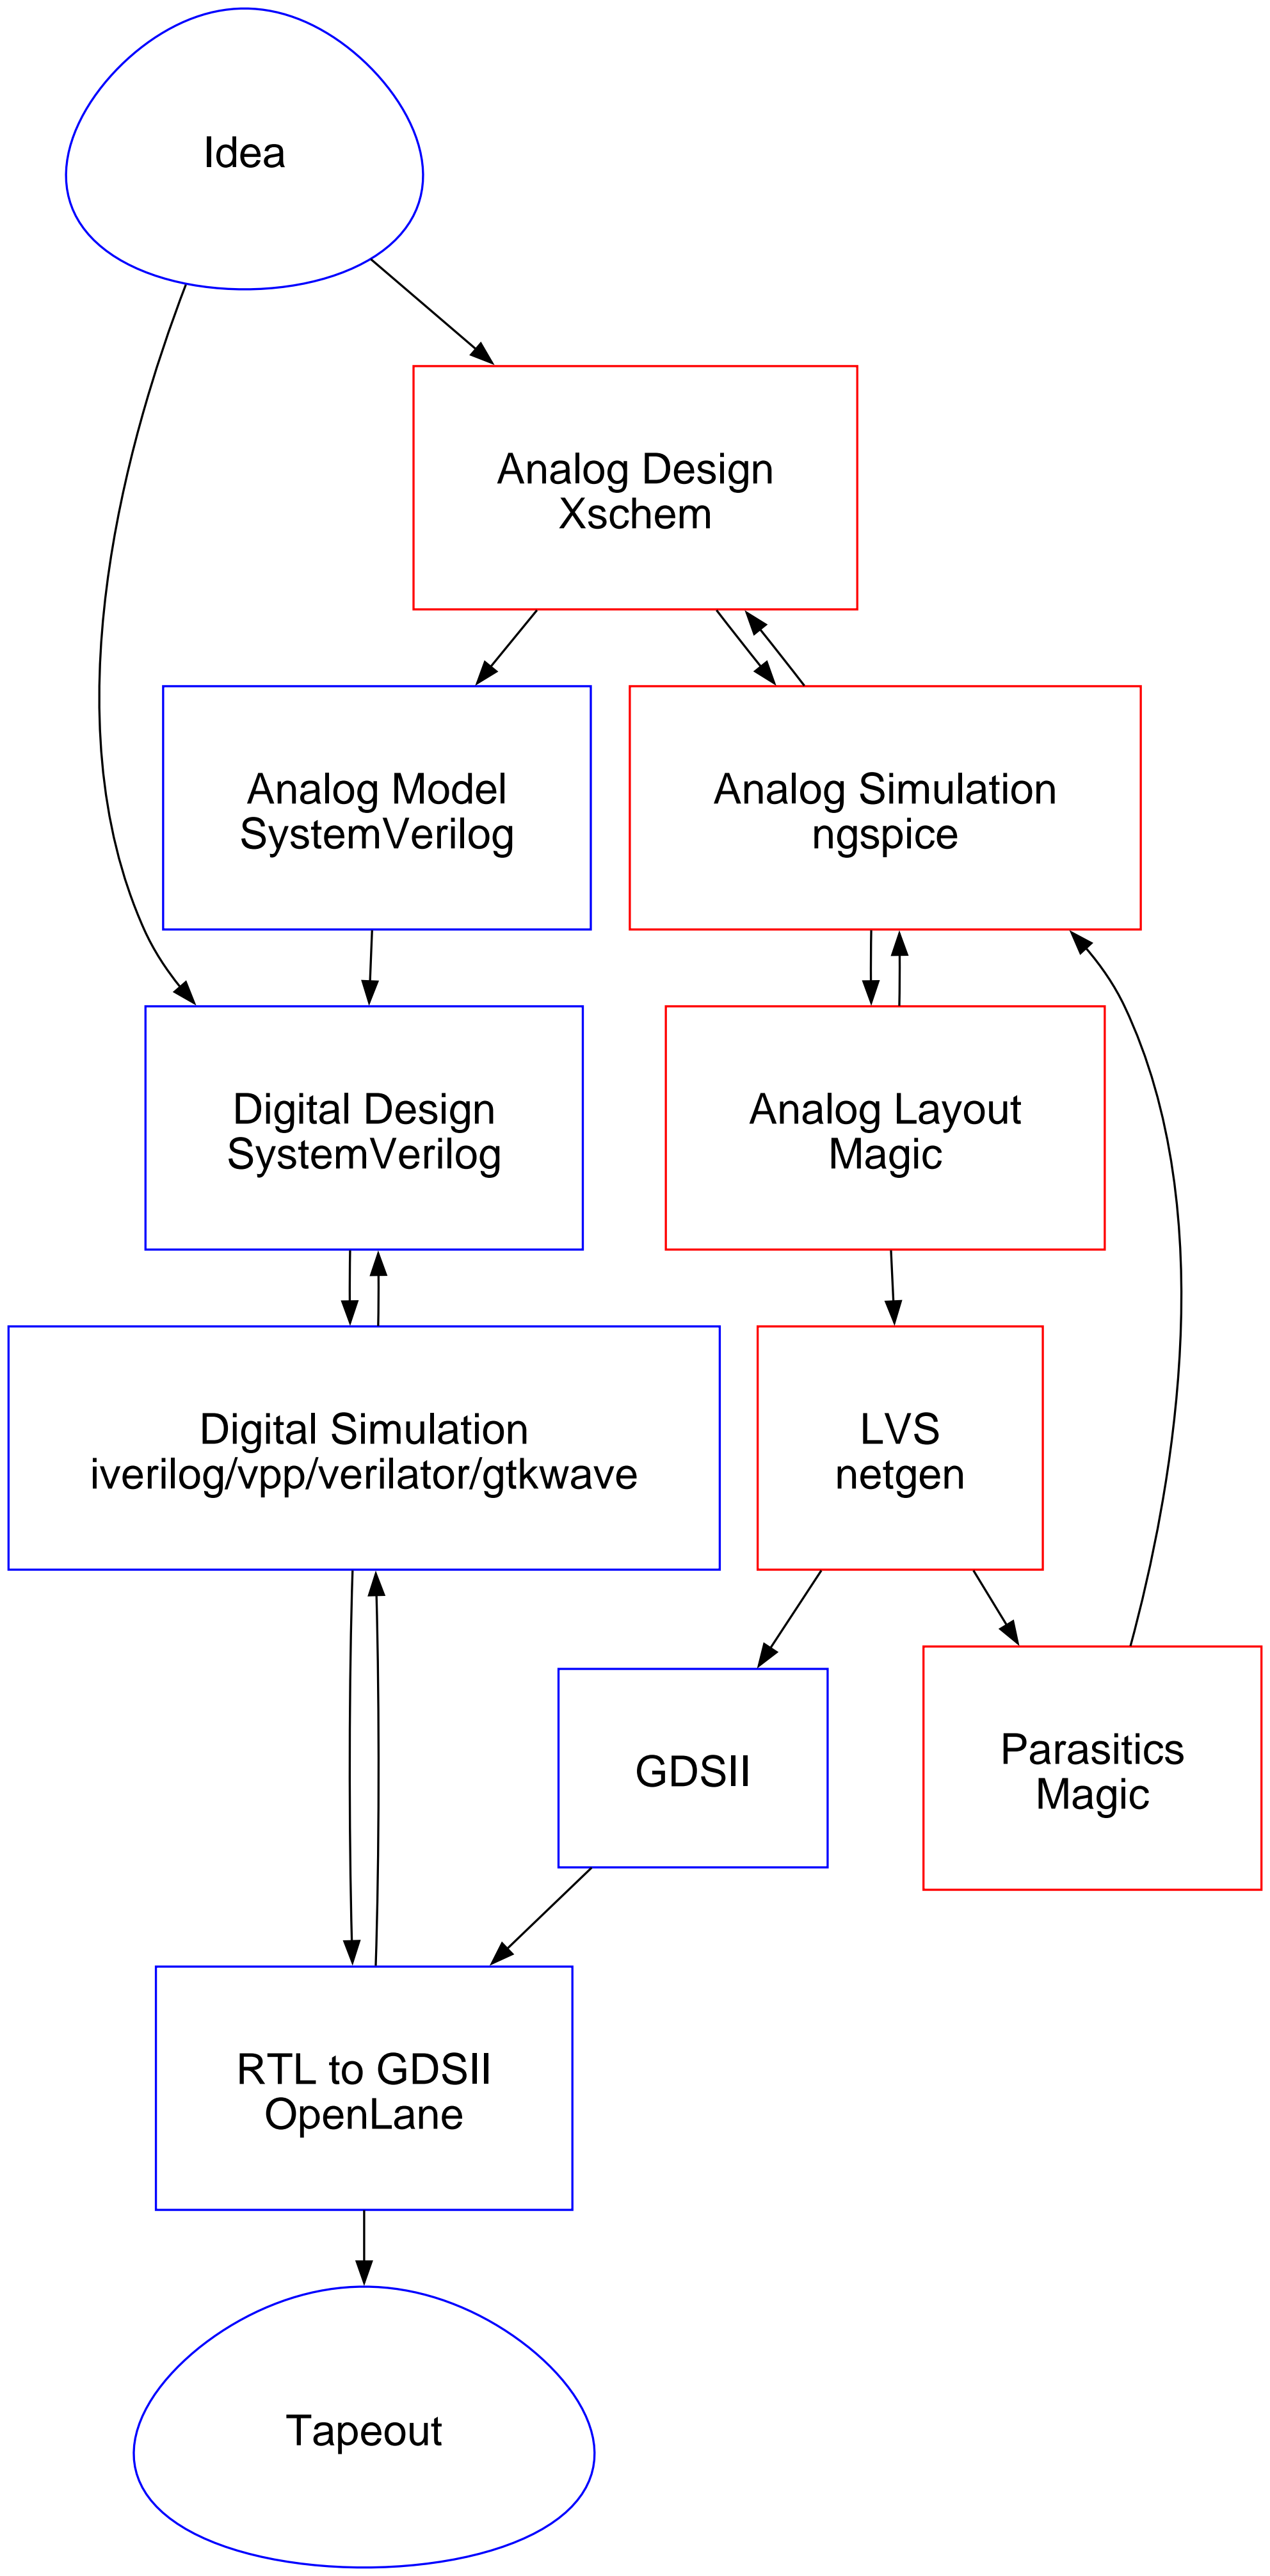 Idea
Analog Design
Xschem
Analog Model
SystemVerilog
Analog Simulation
ngspice
Digital Design
SystemVerilog
Analog Layout
Magic
Digital Simulation
iverilog/vpp/verilator/gtkwave
LVS
netgen
GDSII
Parasitics
Magic
RTL to GDSII
OpenLane
Tapeout